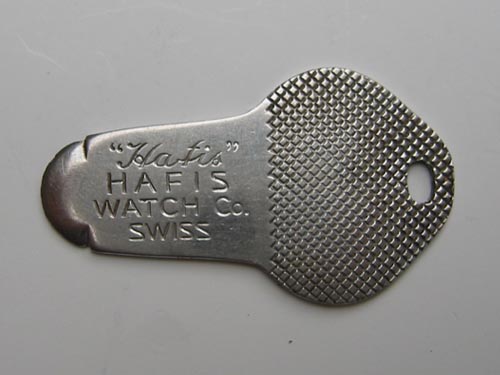 "Hafis"
HAFIS
WATCH Co.
SWISS